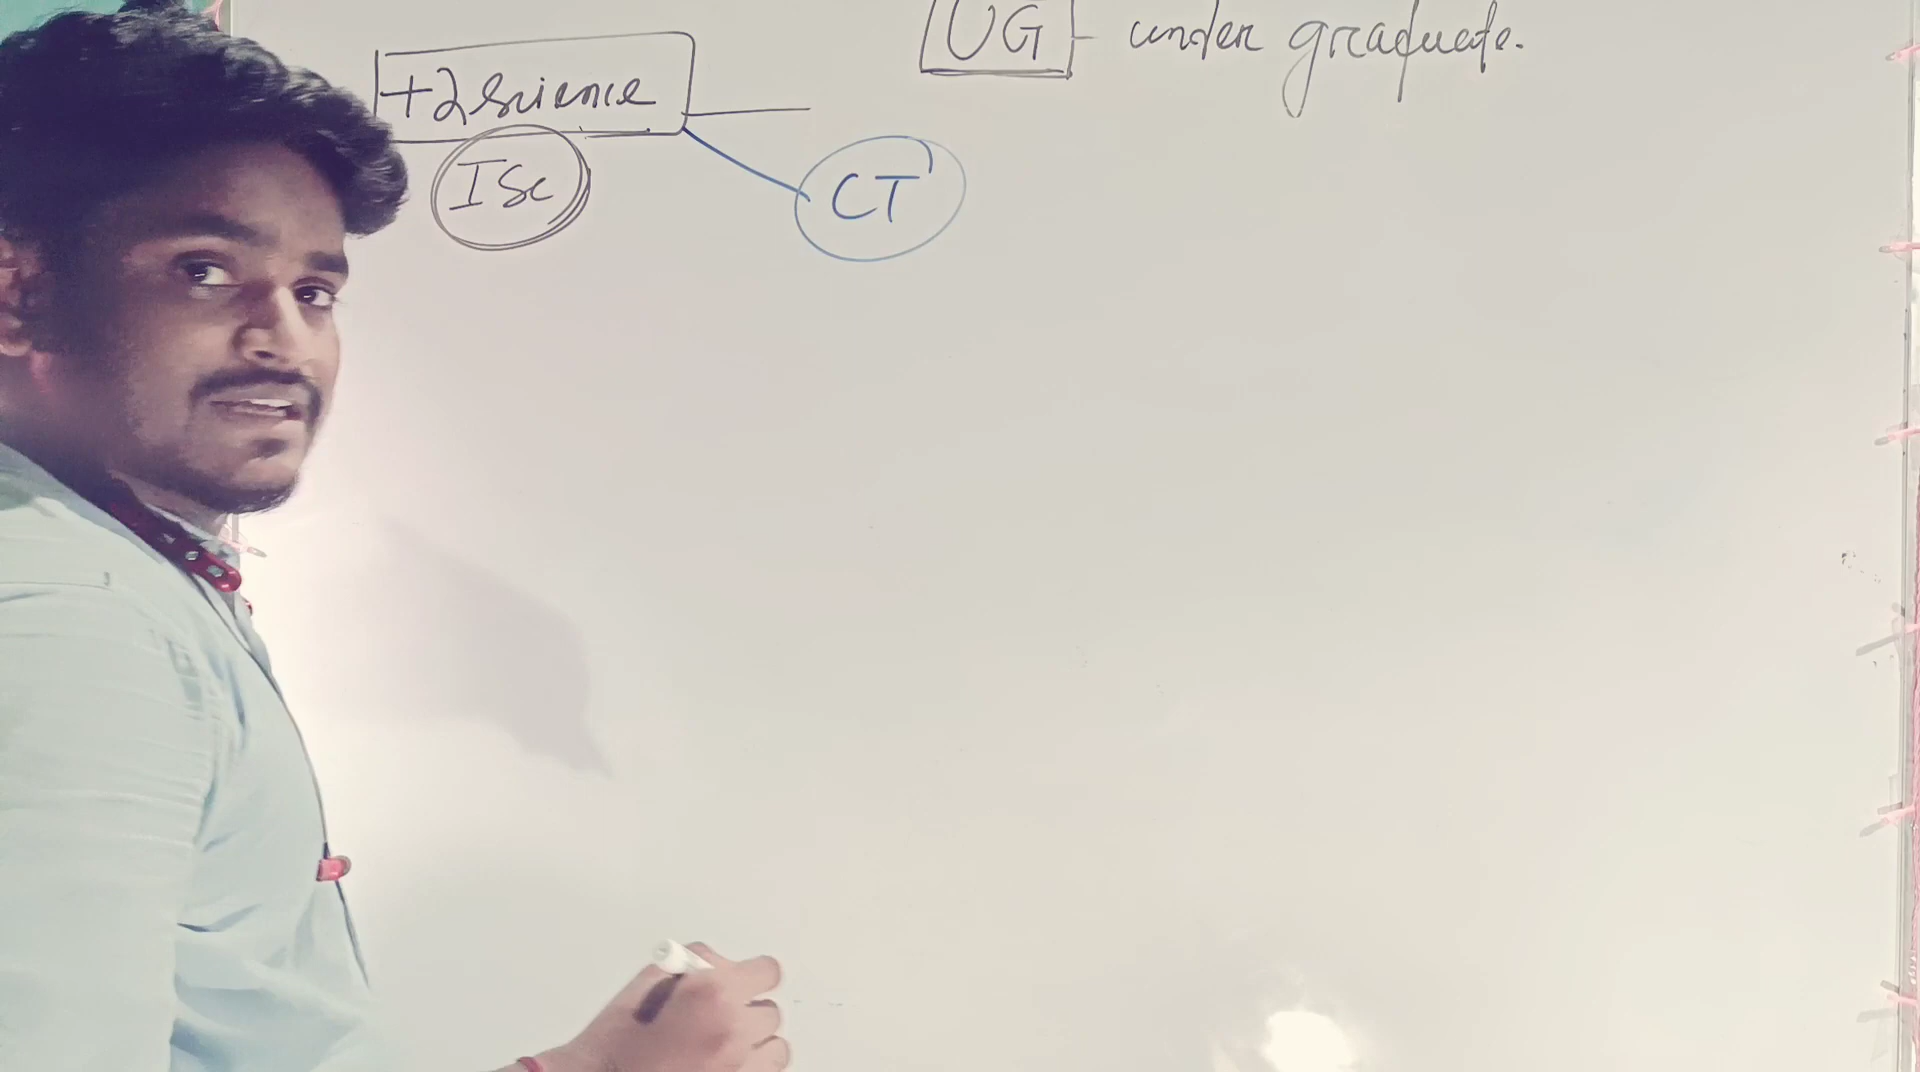 UG - under graduate.
+2 Science
ISc
CT